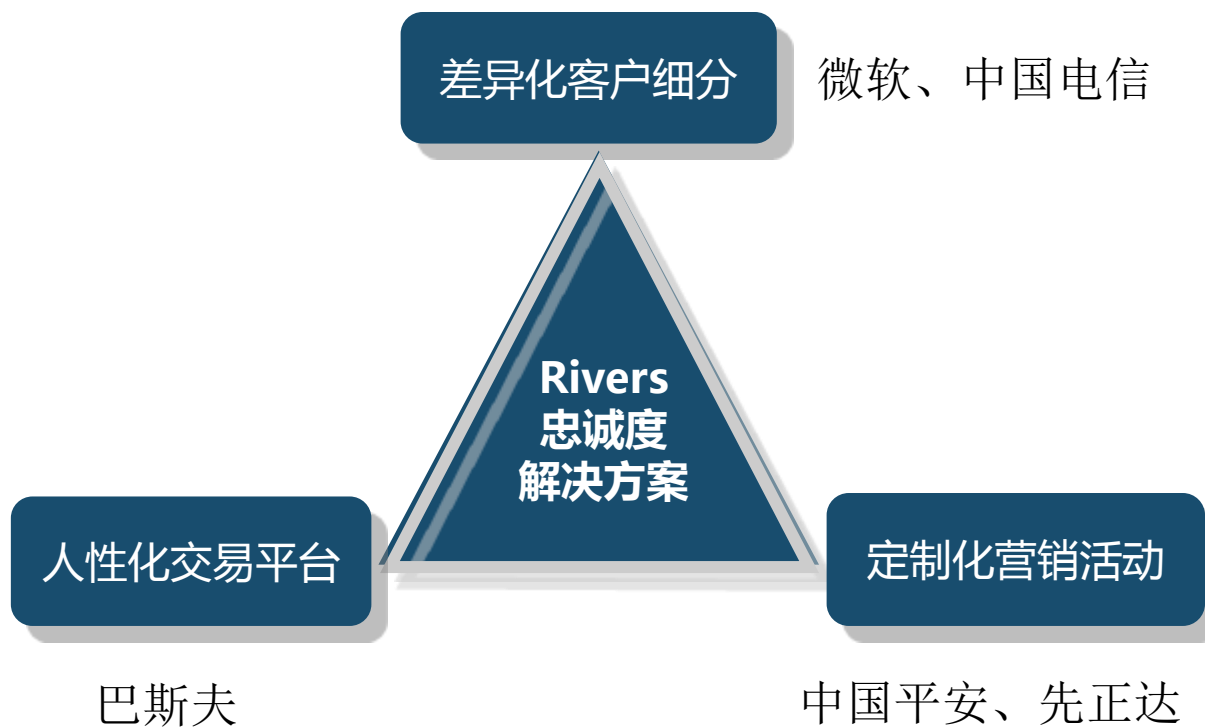 差异化客户细分
微软、中国电信
Rivers
忠诚度
解决方案
人性化交易平台
定制化营销活动
巴斯夫
中国平安、先正达